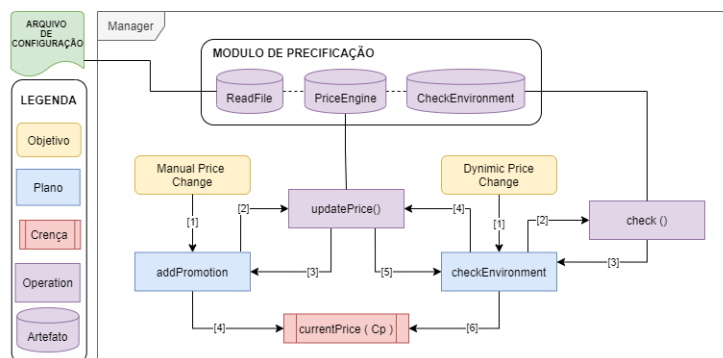 ARQUIVO
DE
CONFIGURAÇÃO
Manager
MODULO DE PRECIFICAÇÃO
ReadFile
PriceEngine
CheckEnvironment
LEGENDA
Objetivo
Plano
Crença
Operation
Artefato
Manual Price
Change
Dynimic Price
Change
[1]
[2]
updatePrice()
[4]
[1]
[2]
check ()
addPromotion
[3]
[5]
checkEnvironment
[3]
[4]
currentPrice ( Cp )
[6]